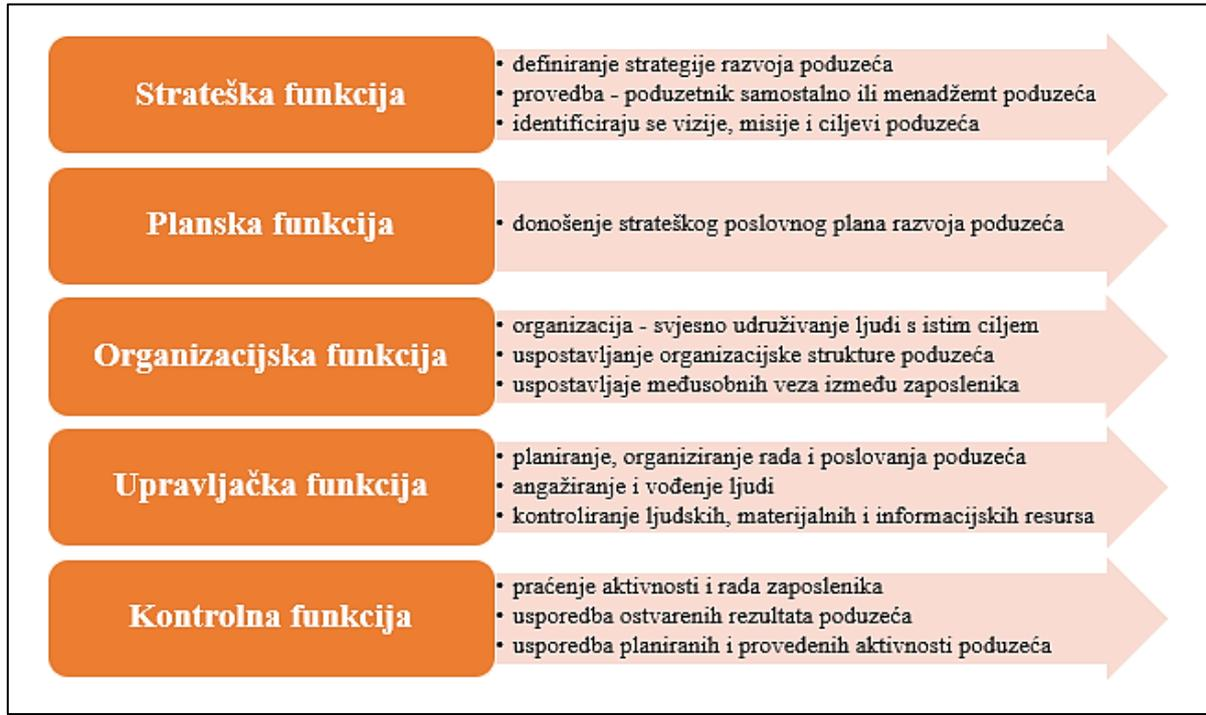 Strateška funkcija
• definiranje strategije razvoja poduzeća
• provedba - poduzetnik samostalno ili menadžemt poduzeća
• identificiraju se vizije, misije i ciljevi poduzeća
Planska funkcija
• donošenje strateškog poslovnog plana razvoja poduzeća
Organizacijska funkcija
• organizacija - svjesno udruživanje ljudi s istim ciljem
• uspostavljanje organizacijske strukture poduzeća
• uspostavljaje međusobnih veza između zaposlenika
Upravljačka funkcija
• planiranje, organiziranje rada i poslovanja poduzeća
• angažiranje i vođenje ljudi
• kontroliranje ljudskih, materijalnih i informacijskih resursa
Kontrolna funkcija
• praćenje aktivnosti i rada zaposlenika
• usporedba ostvarenih rezultata poduzeća
• usporedba planiranih i provedenih aktivnosti poduzeća